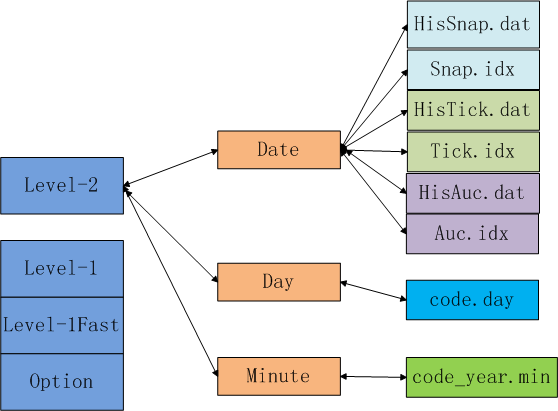 Level-2
Level-1
Level-1Fast
Option
Date
Day
Minute
HisSnap.dat
Snap.idx
HisTick.dat
Tick.idx
HisAuc.dat
Auc.idx
code.day
code_year.min